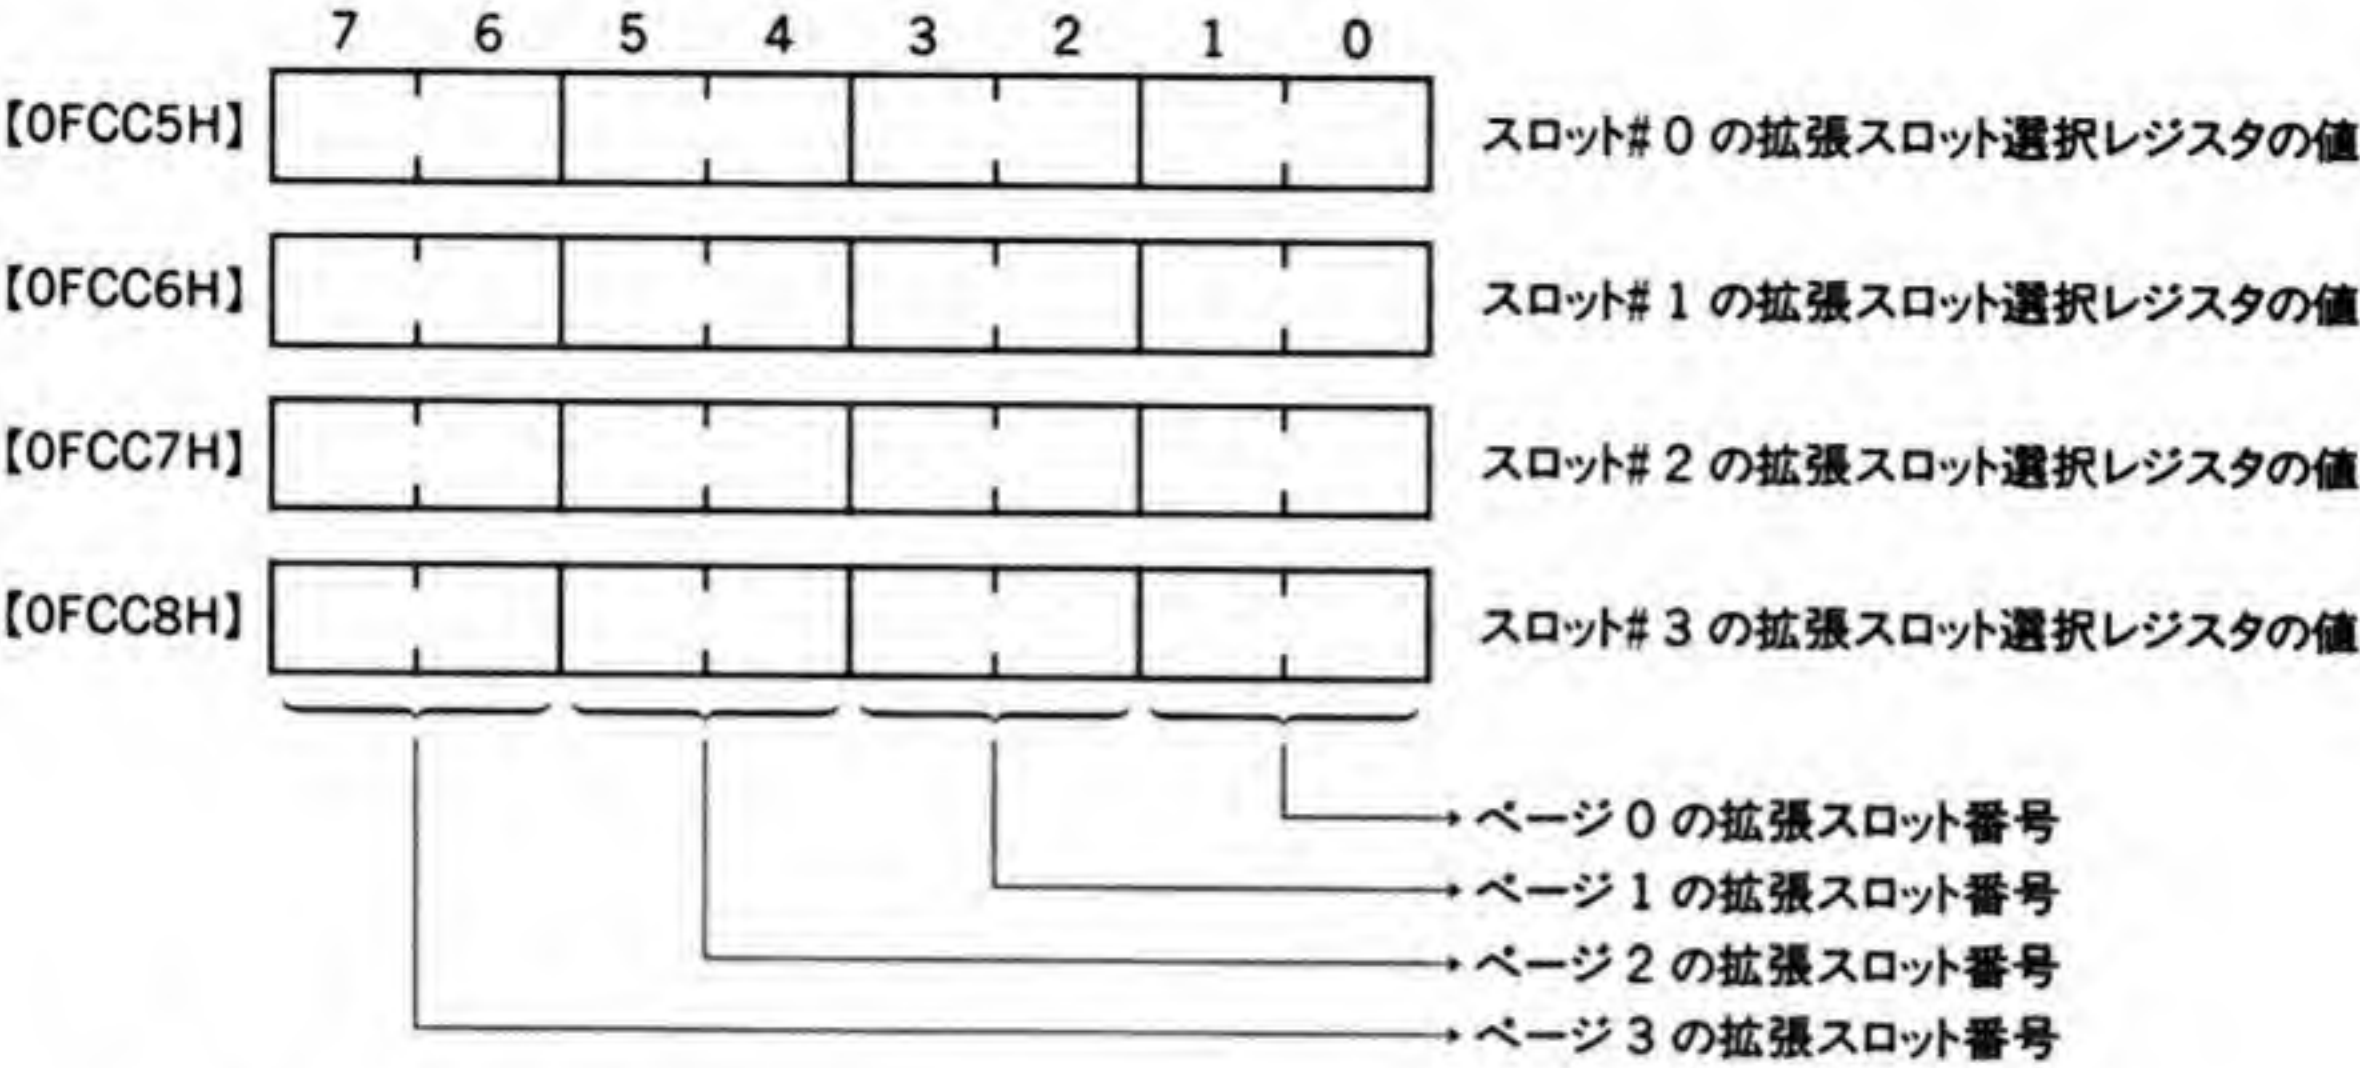 7 6 5 4 3 2 1 0
【0FCC5H】 スロット#0の拡張スロット選択レジスタの値
【0FCC6H】 スロット#1の拡張スロット選択レジスタの値
【0FCC7H】 スロット#2の拡張スロット選択レジスタの値
【0FCC8H】 スロット#3の拡張スロット選択レジスタの値
ページ0の拡張スロット番号
ページ1の拡張スロット番号
ページ2の拡張スロット番号
ページ3の拡張スロット番号